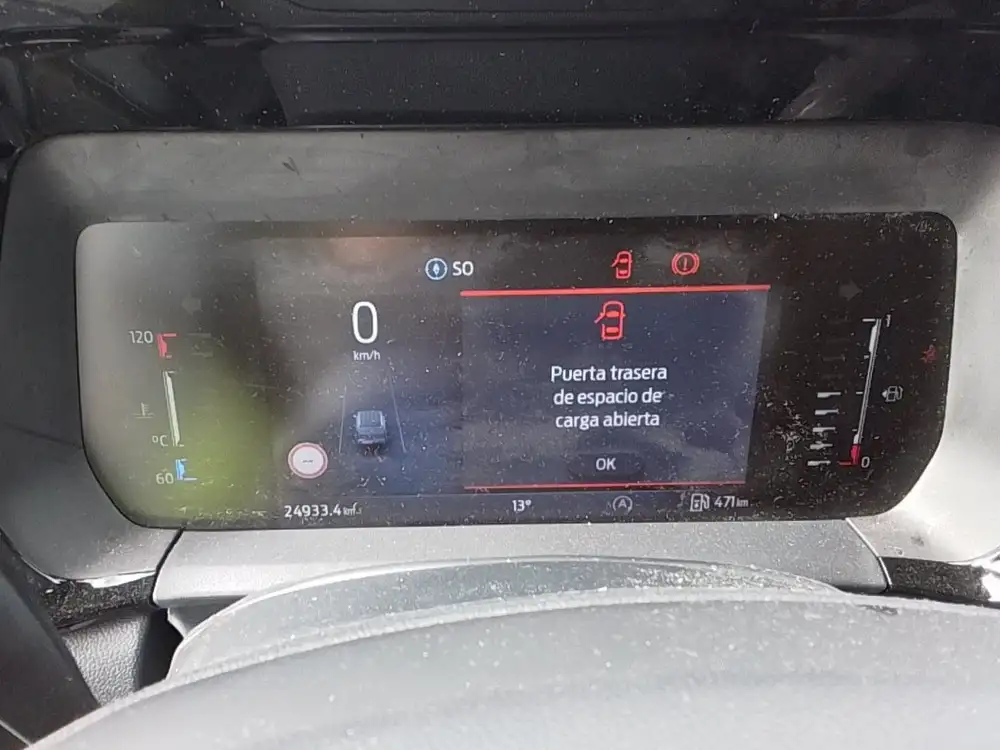 SO
120
0
km/h
1
Puerta trasera
de espacio de
carga abierta
°C
OK
60
0
24933.4 km
13°
A
471 km